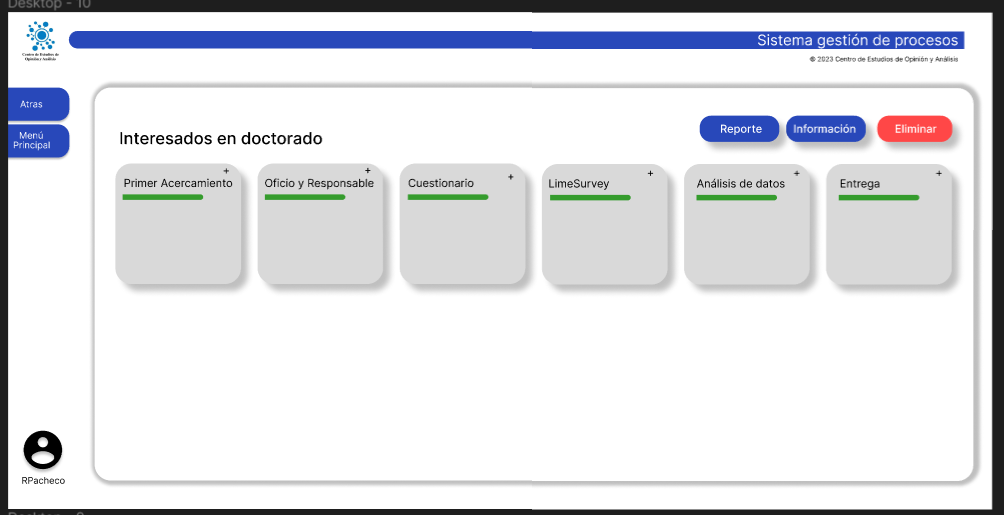 Desktop - 10
Centro de Estudios de
Opinión y Análisis
Sistema gestión de procesos
© 2023 Centro de Estudios de Opinión y Análisis
Atras
Menú
Principal
Interesados en doctorado
Reporte
Información
Eliminar
+
+
+
+
+
+
Primer Acercamiento
Oficio y Responsable
Cuestionario
LimeSurvey
Análisis de datos
Entrega
RPacheco